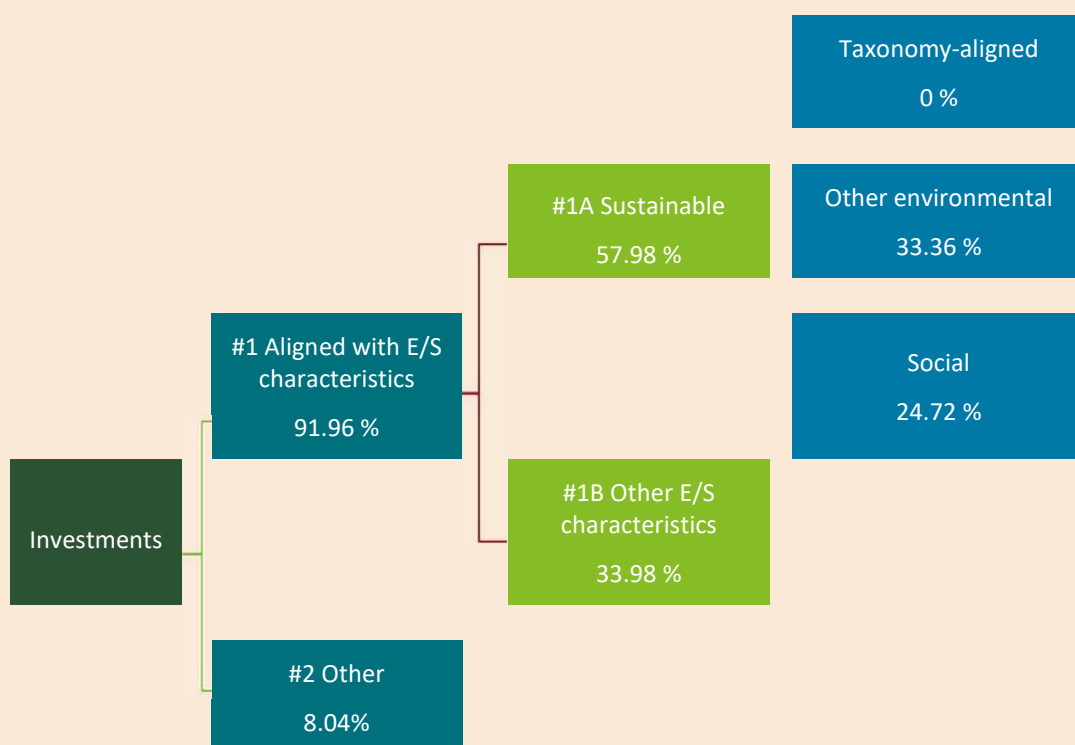 Taxonomy-aligned
0 %
#1A Sustainable
57.98 %
Other environmental
33.36 %
#1 Aligned with E/S
characteristics
91.96 %
Social
24.72 %
Investments
#1B Other E/S
characteristics
33.98 %
#2 Other
8.04%